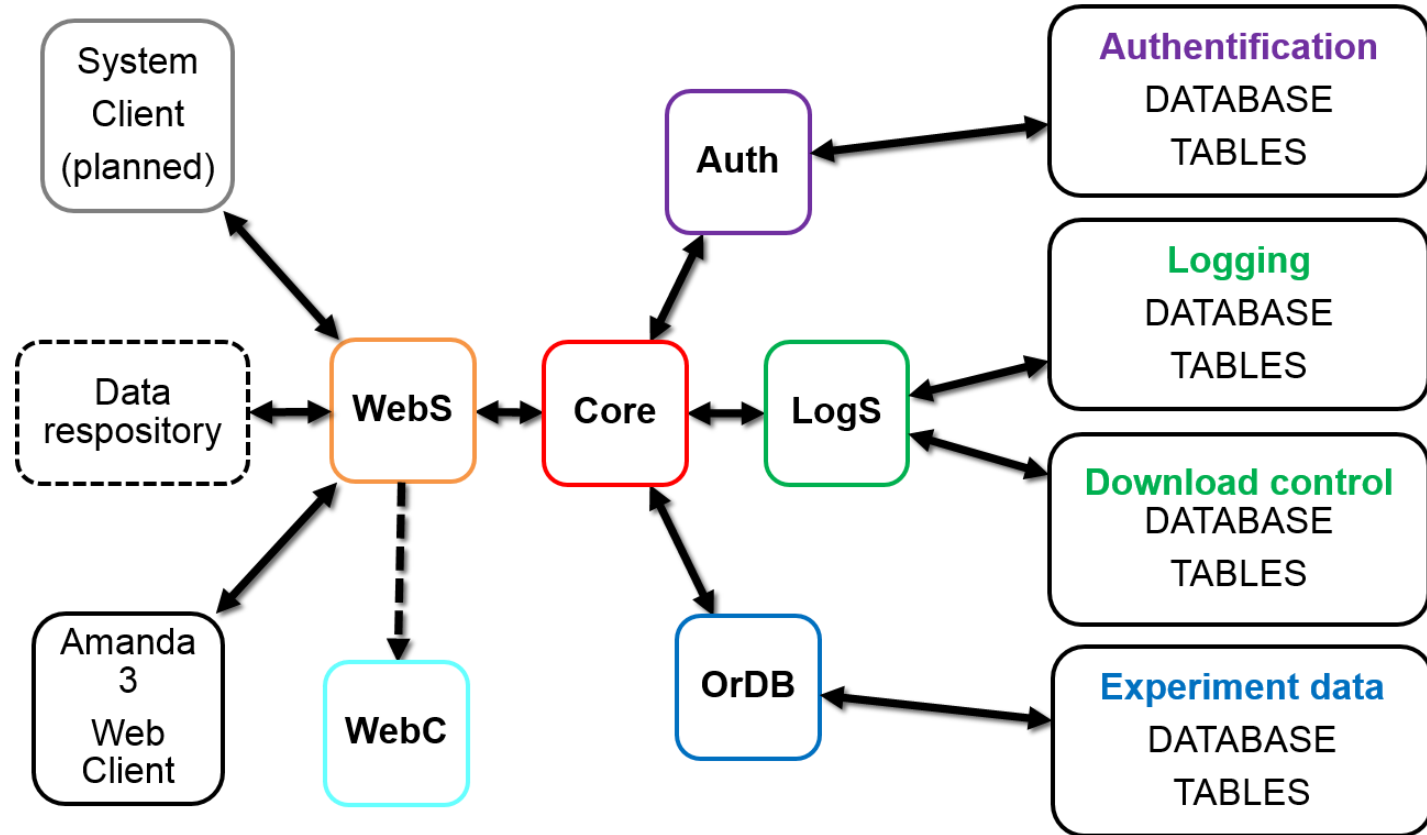 System
Client
(planned)
Data
respository
Amanda
3
Web
Client
WebS
WebC
Core
Auth
LogS
OrDB
Authentification
DATABASE
TABLES
Logging
DATABASE
TABLES
Download control
DATABASE
TABLES
Experiment data
DATABASE
TABLES